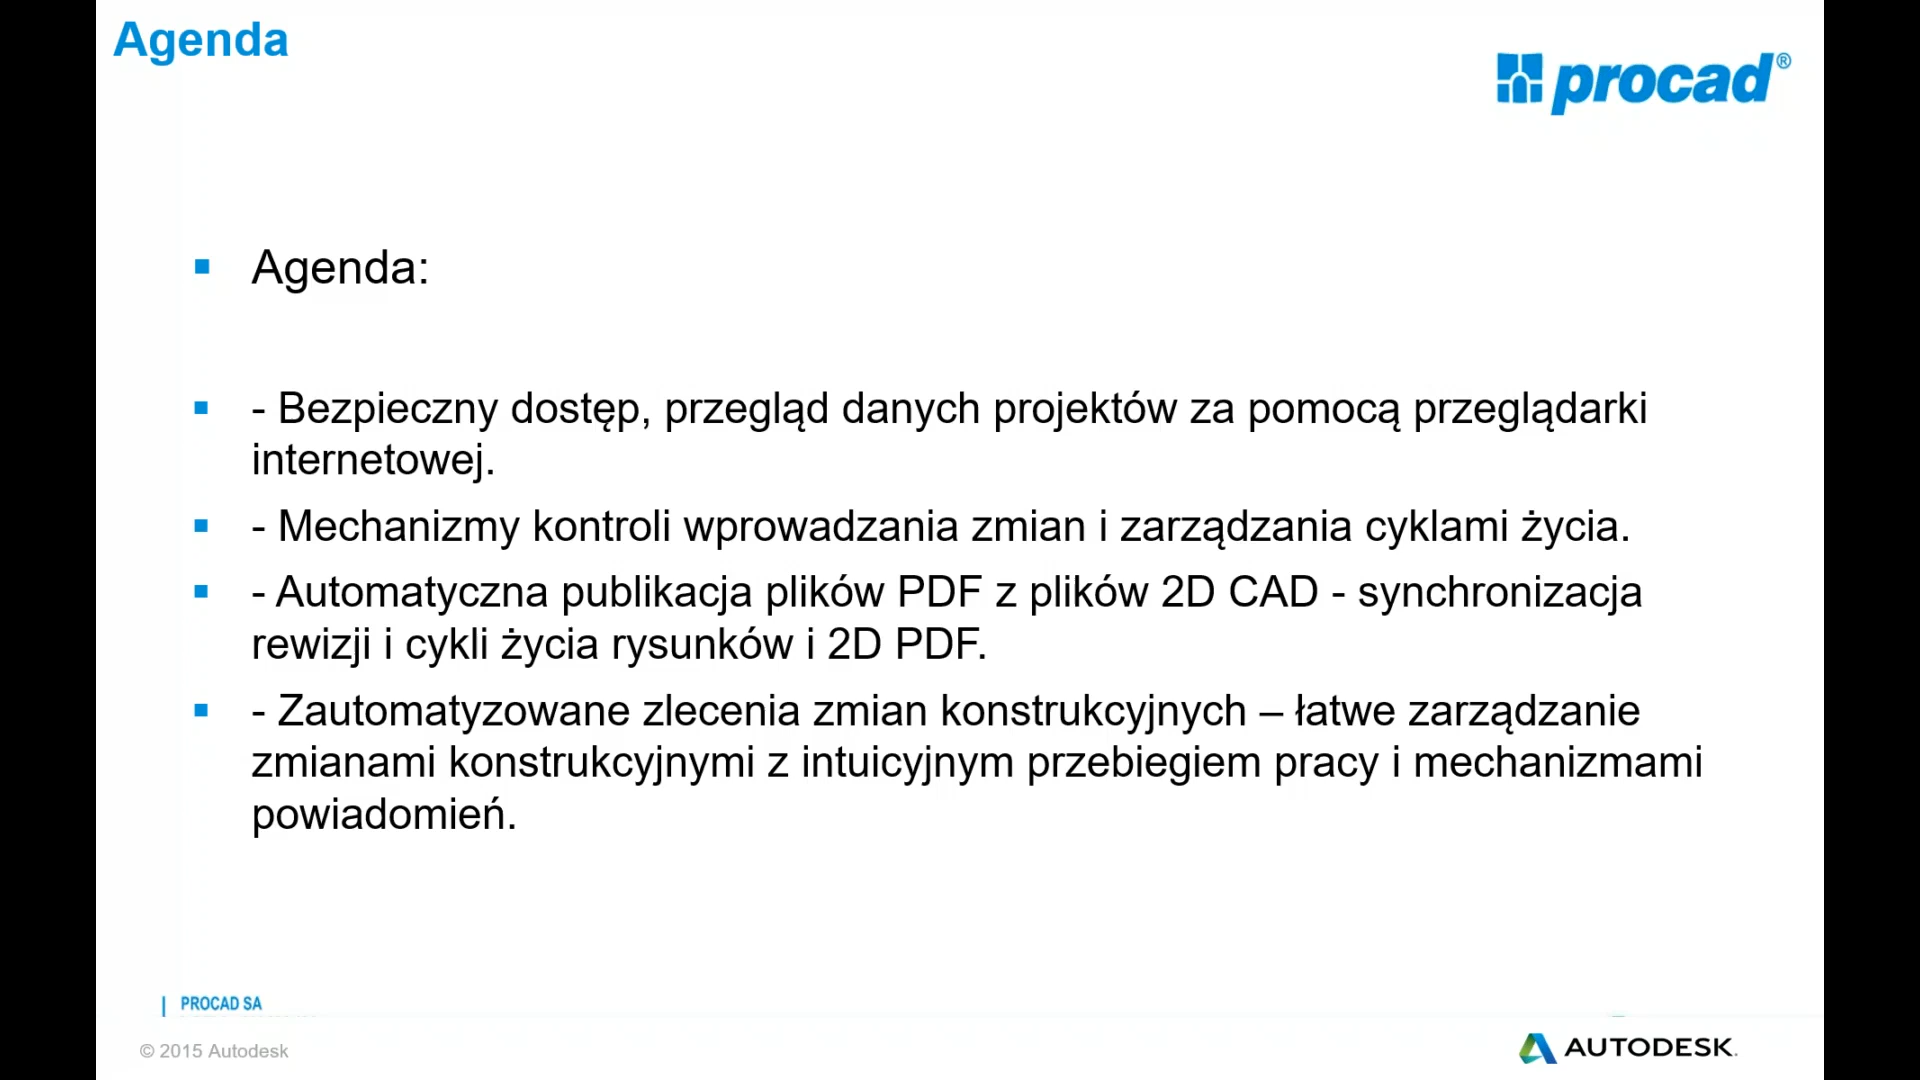 Agenda
procad®
Agenda:
- Bezpieczny dostęp, przegląd danych projektów za pomocą przeglądarki
internetowej.
- Mechanizmy kontroli wprowadzania zmian i zarządzania cyklami życia.
- Automatyczna publikacja plików PDF z plików 2D CAD - synchronizacja
rewizji i cykli życia rysunków i 2D PDF.
- Zautomatyzowane zlecenia zmian konstrukcyjnych – łatwe zarządzanie
zmianami konstrukcyjnymi z intuicyjnym przebiegiem pracy i mechanizmami
powiadomień.
PROCAD SA
© 2015 Autodesk
AUTODESK.